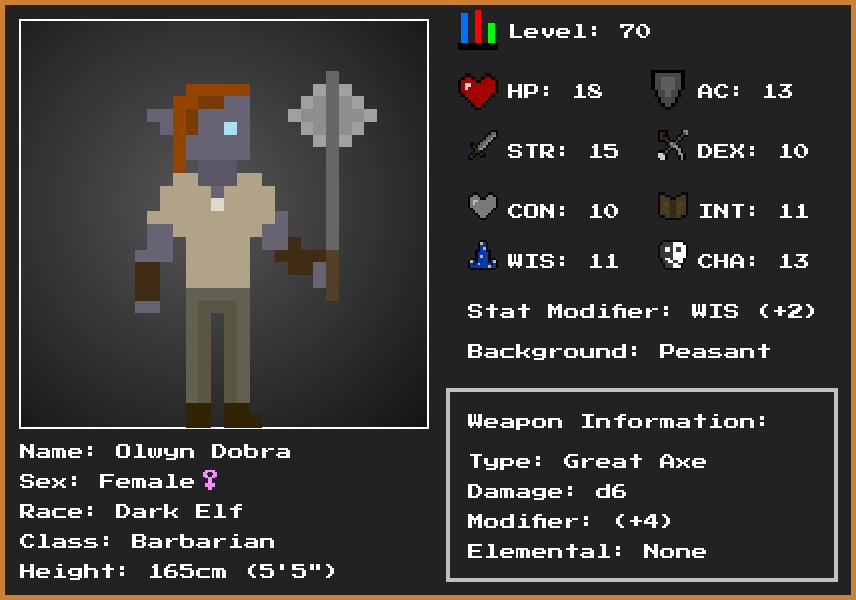 Level: 70
HP: 18
AC: 13
STR: 15
DEX: 10
CON: 10
INT: 11
WIS: 11
CHA: 13
Stat Modifier: WIS (+2)
Background: Peasant
Weapon Information:
Type: Great Axe
Damage: d6
Modifier: (+4)
Elemental: None
Name: Olwyn Dobra
Sex: Female♀
Race: Dark Elf
Class: Barbarian
Height: 165cm (5'5")